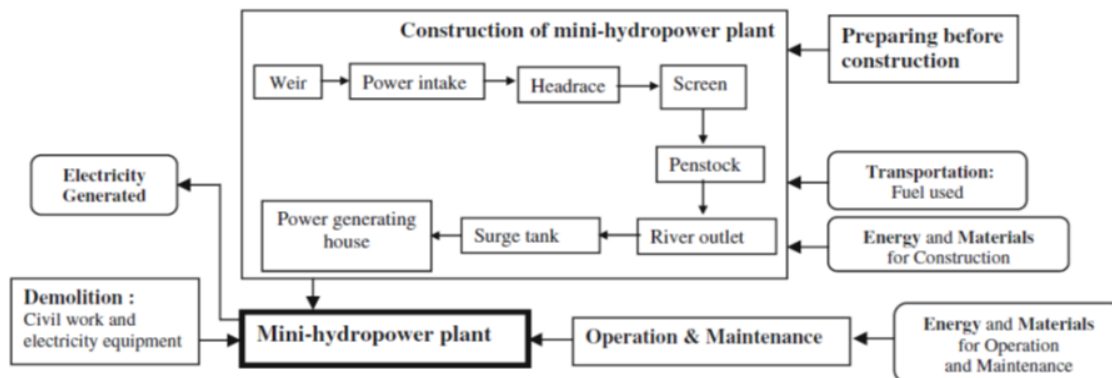 Construction of mini-hydropower plant
Preparing before
construction
Weir
Power intake
Headrace
Screen
Penstock
Electricity
Generated
Transportation:
Fuel used
Power generating
house
Surge tank
River outlet
Energy and Materials
for Construction
Demolition :
Civil work and
electricity equipment
Mini-hydropower plant
Operation & Maintenance
Energy and Materials
for Operation
and Maintenance